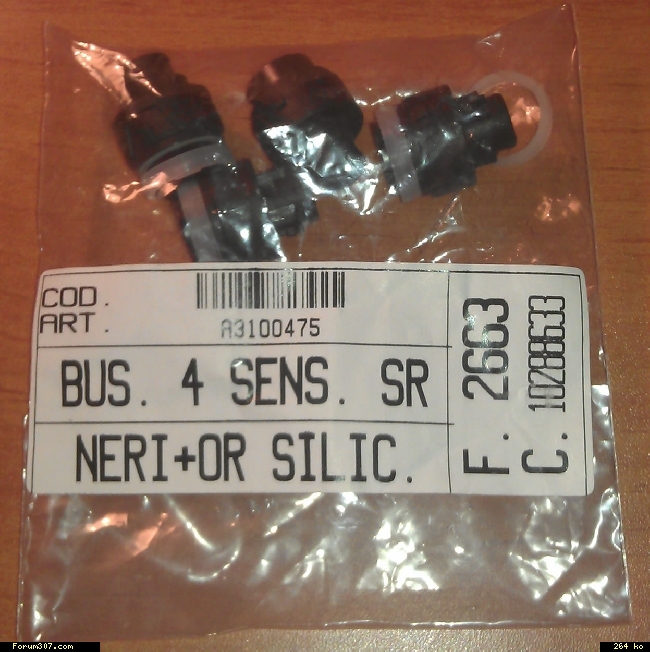 COD.
ART.
A3100475
BUS. 4 SENS. SR
NERI+OR SILIC.
F. 2663
C. 10288633
Forum307.com
264 ko